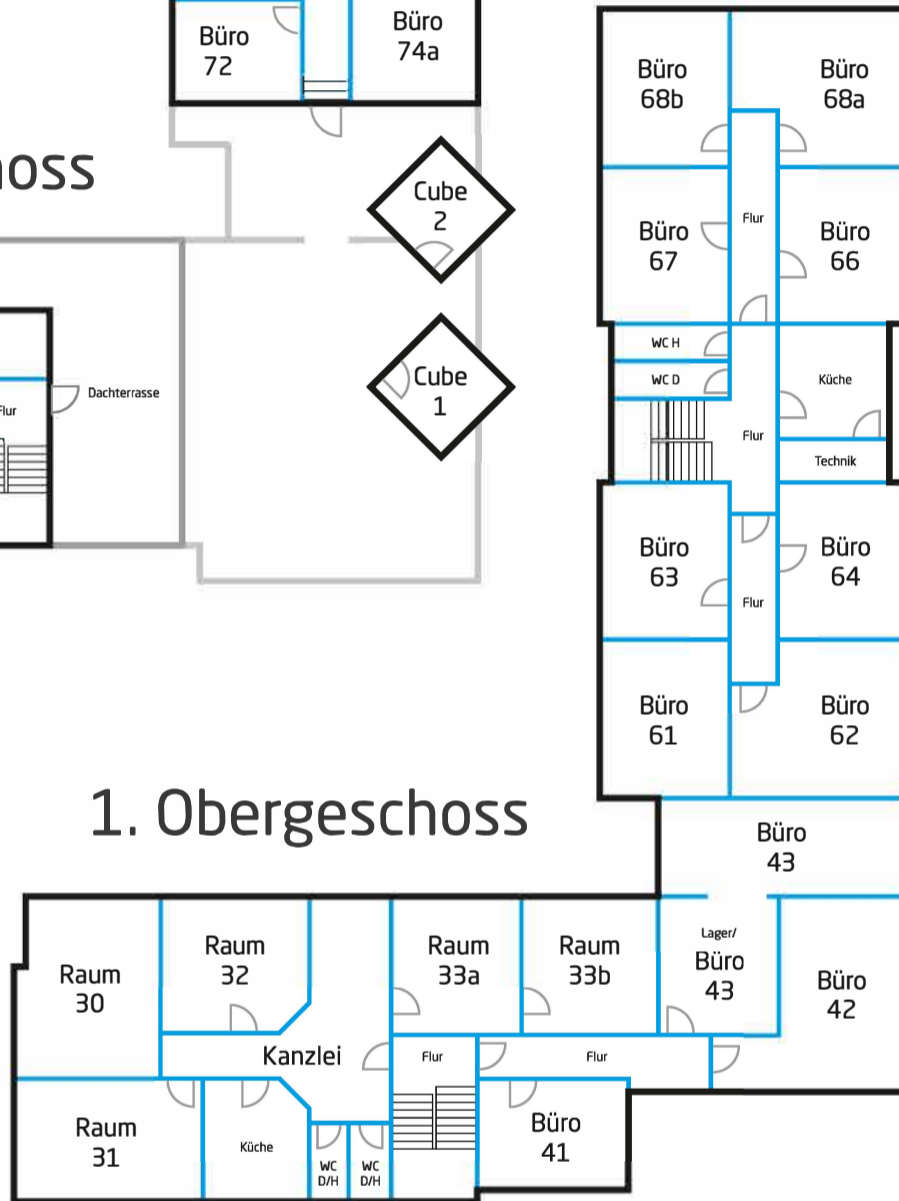 Büro
72
Büro
74a
Büro
68b
Büro
68a
Cube
2
Büro
67
Flur
Büro
66
WC H
WC D
Küche
Cube
1
Dachterrasse
Flur
Technik
Büro
63
Büro
64
Flur
Büro
61
Büro
62
1. Obergeschoss
Büro
43
Raum
30
Raum
32
Raum
33a
Raum
33b
Lager/
Büro
43
Büro
42
Kanzlei
Flur
Flur
Raum
31
Küche
WC
D/H
WC
D/H
Büro
41